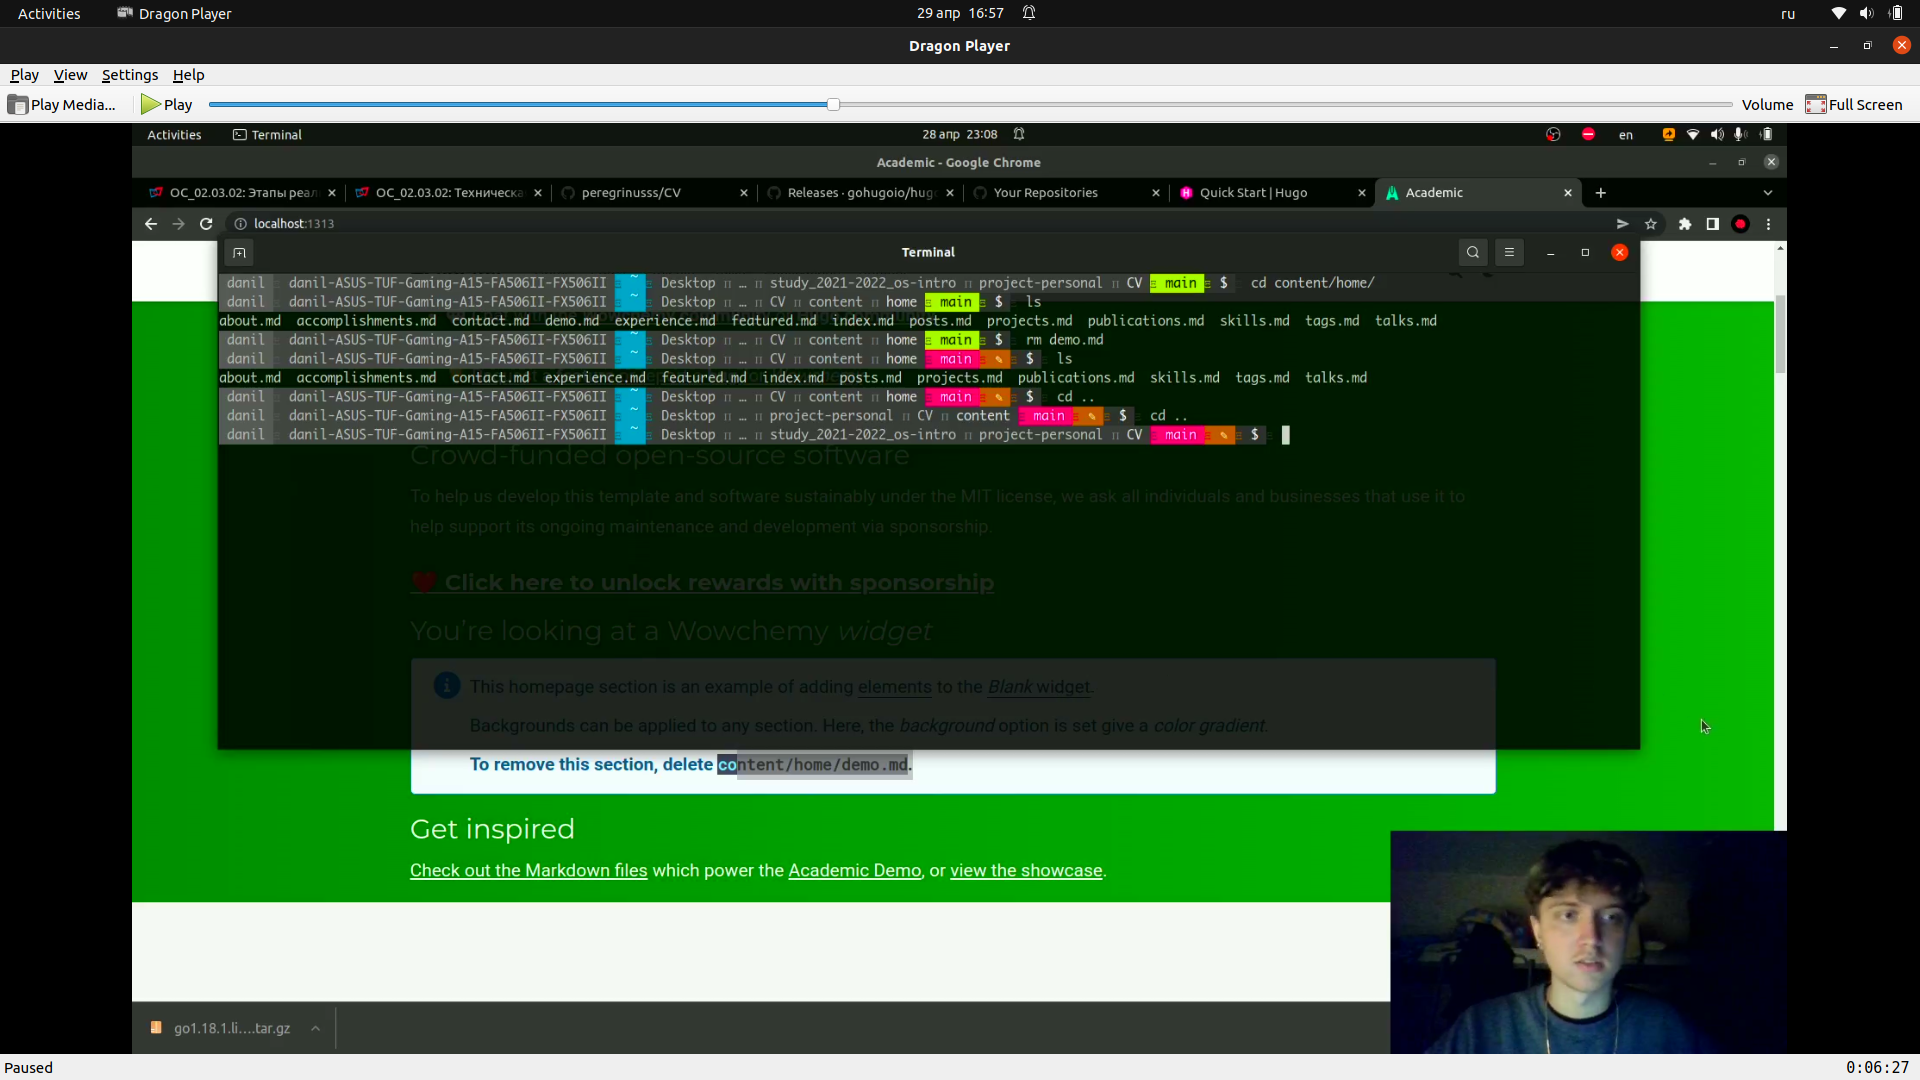 Activities Dragon Player 29 апр 16:57 ru
Dragon Player
Play View Settings Help
Play Media... Play Volume Full Screen
Activities Terminal 28 апр 23:08 en
Academic - Google Chrome
ОС_02.03.02: Этапы реал ОС_02.03.02: Техническа peregrinusss/CV Releases · gohugoio/hug Your Repositories Quick Start | Hugo Academic
localhost:1313
Terminal
danil danil-ASUS-TUF-Gaming-A15-FA506II-FX506II ~ Desktop … study_2021-2022_os-intro project-personal CV main $ cd content/home/
danil danil-ASUS-TUF-Gaming-A15-FA506II-FX506II ~ Desktop … CV content home main $ ls
about.md accomplishments.md contact.md demo.md experience.md featured.md index.md posts.md projects.md publications.md skills.md tags.md talks.md
danil danil-ASUS-TUF-Gaming-A15-FA506II-FX506II ~ Desktop … CV content home main $ rm demo.md
danil danil-ASUS-TUF-Gaming-A15-FA506II-FX506II ~ Desktop … CV content home main ✎ $ ls
about.md accomplishments.md contact.md experience.md featured.md index.md posts.md projects.md publications.md skills.md tags.md talks.md
danil danil-ASUS-TUF-Gaming-A15-FA506II-FX506II ~ Desktop … CV content home main ✎ $ cd ..
danil danil-ASUS-TUF-Gaming-A15-FA506II-FX506II ~ Desktop … project-personal CV content main ✎ $ cd ..
danil danil-ASUS-TUF-Gaming-A15-FA506II-FX506II ~ Desktop … study_2021-2022_os-intro project-personal CV main ✎ $
Crowd-funded open-source software
To help us develop this template and software sustainably under the MIT license, we ask all individuals and businesses that use it to
help support its ongoing maintenance and development via sponsorship.
❤️ Click here to unlock rewards with sponsorship
You're looking at a Wowchemy widget
This homepage section is an example of adding elements to the Blank widget.
Backgrounds can be applied to any section. Here, the background option is set give a color gradient.
To remove this section, delete content/home/demo.md.
Get inspired
Check out the Markdown files which power the Academic Demo, or view the showcase.
go1.18.1.li....tar.gz
Paused 0:06:27